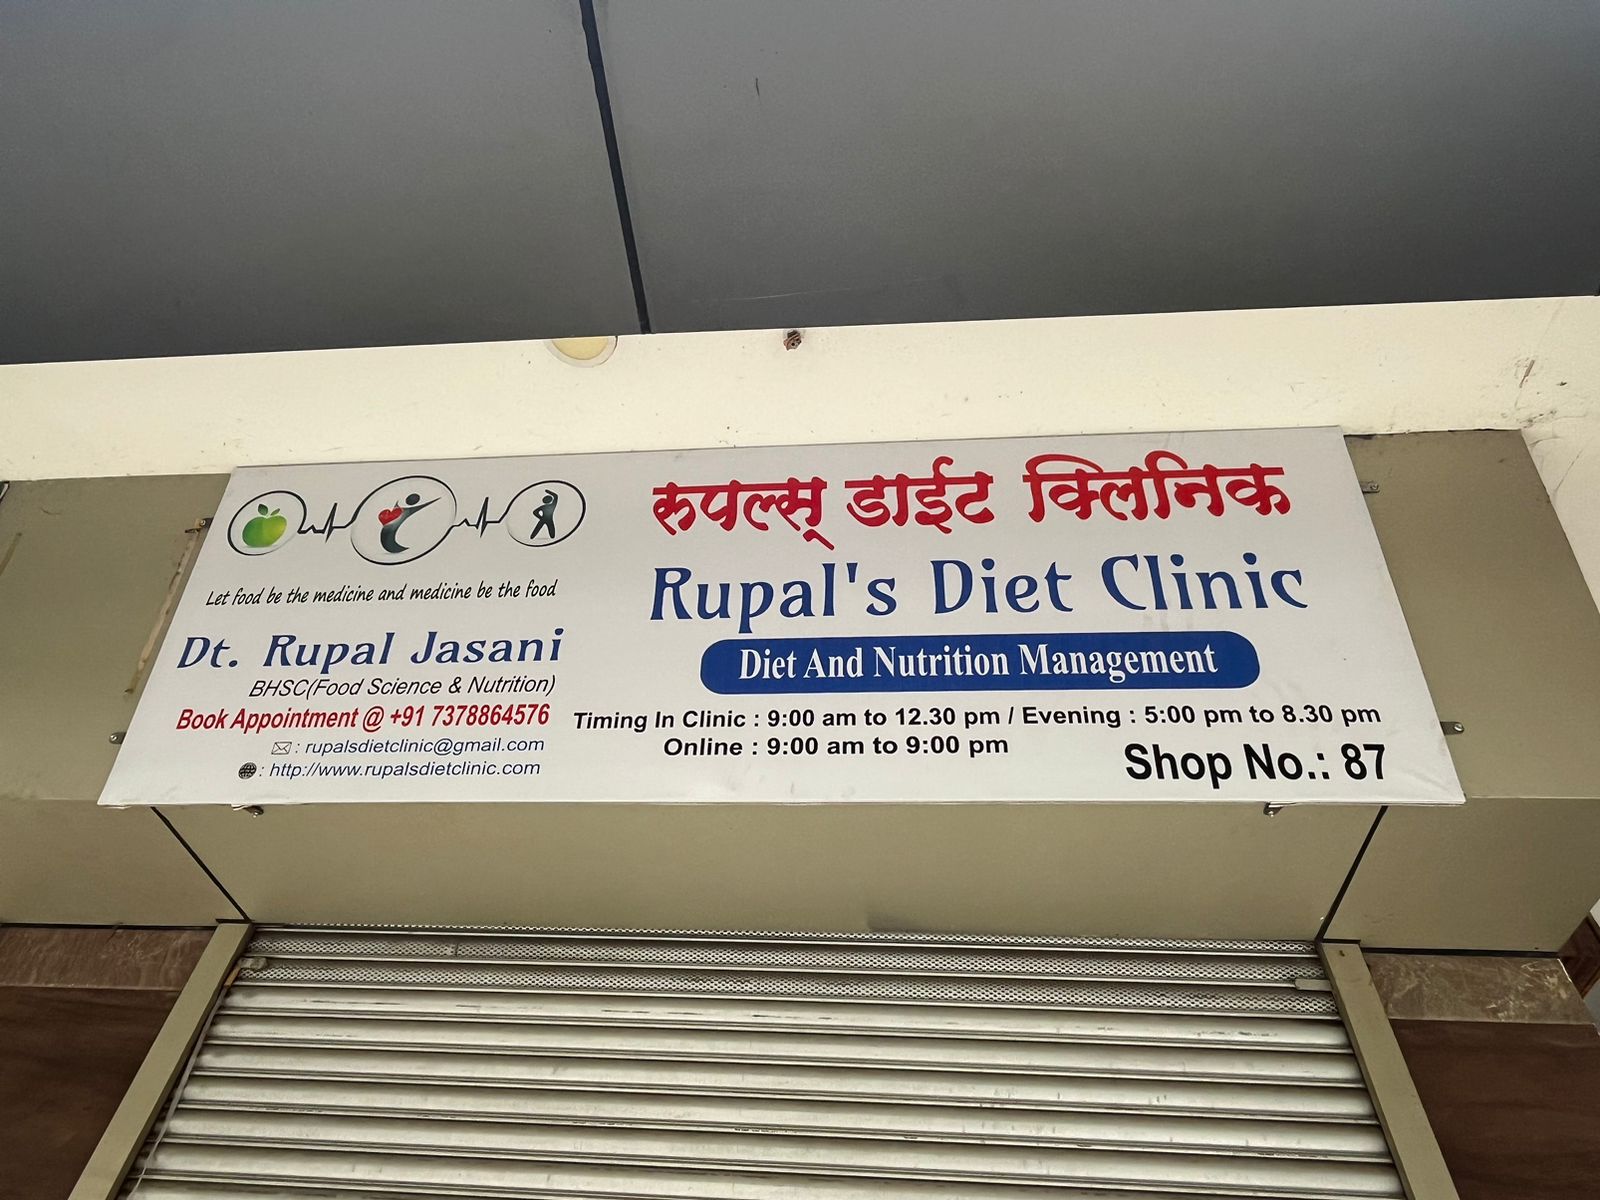 Let food be the medicine and medicine be the food
Dt. Rupal Jasani
BHSC(Food Science & Nutrition)
Book Appointment @ +91 7378864576
: rupalsdietclinic@gmail.com
: http://www.rupalsdietclinic.com
रुपल्स् डाईट क्लिनिक
Rupal's Diet Clinic
Diet And Nutrition Management
Timing In Clinic : 9:00 am to 12.30 pm / Evening : 5:00 pm to 8.30 pm
Online : 9:00 am to 9:00 pm
Shop No.: 87